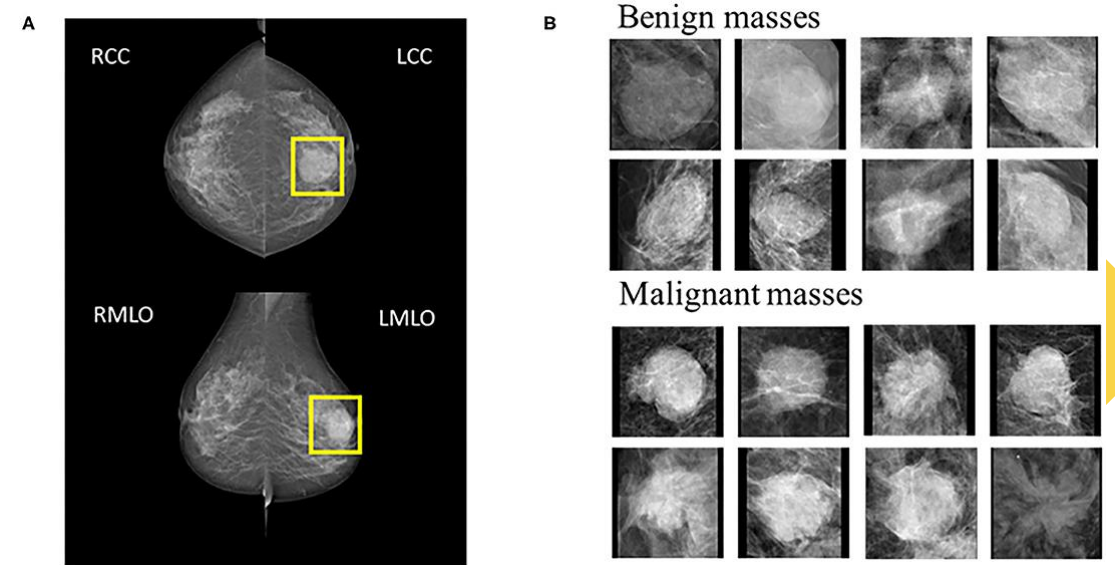 A
RCC
LCC
RMLO
LMLO
B
Benign masses
Malignant masses